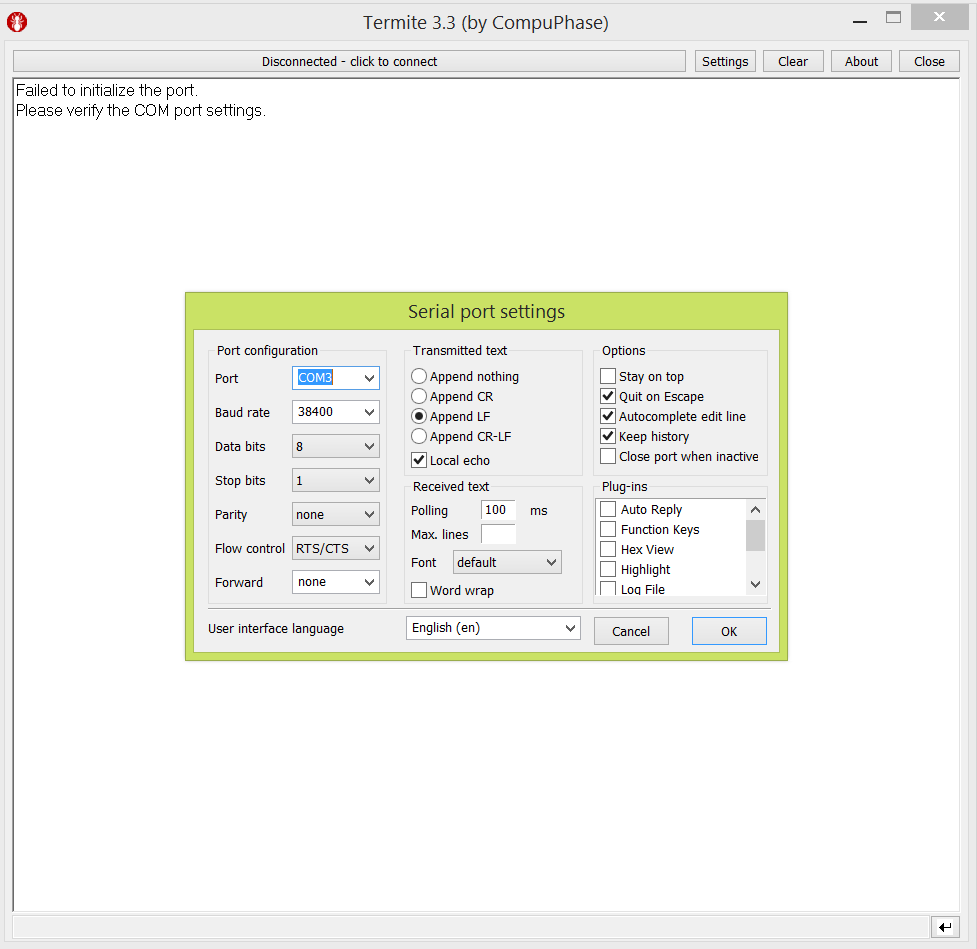 Termite 3.3 (by CompuPhase)
Disconnected - click to connect
Settings
Clear
About
Close
Failed to initialize the port.
Please verify the COM port settings.
Serial port settings
Port configuration
Port
COM3
Baud rate
38400
Data bits
8
Stop bits
1
Parity
none
Flow control
RTS/CTS
Forward
none
Transmitted text
Append nothing
Append CR
Append LF
Append CR-LF
Local echo
Received text
Polling
100
ms
Max. lines
Font
default
Word wrap
Options
Stay on top
Quit on Escape
Autocomplete edit line
Keep history
Close port when inactive
Plug-ins
Auto Reply
Function Keys
Hex View
Highlight
Log File
User interface language
English (en)
Cancel
OK